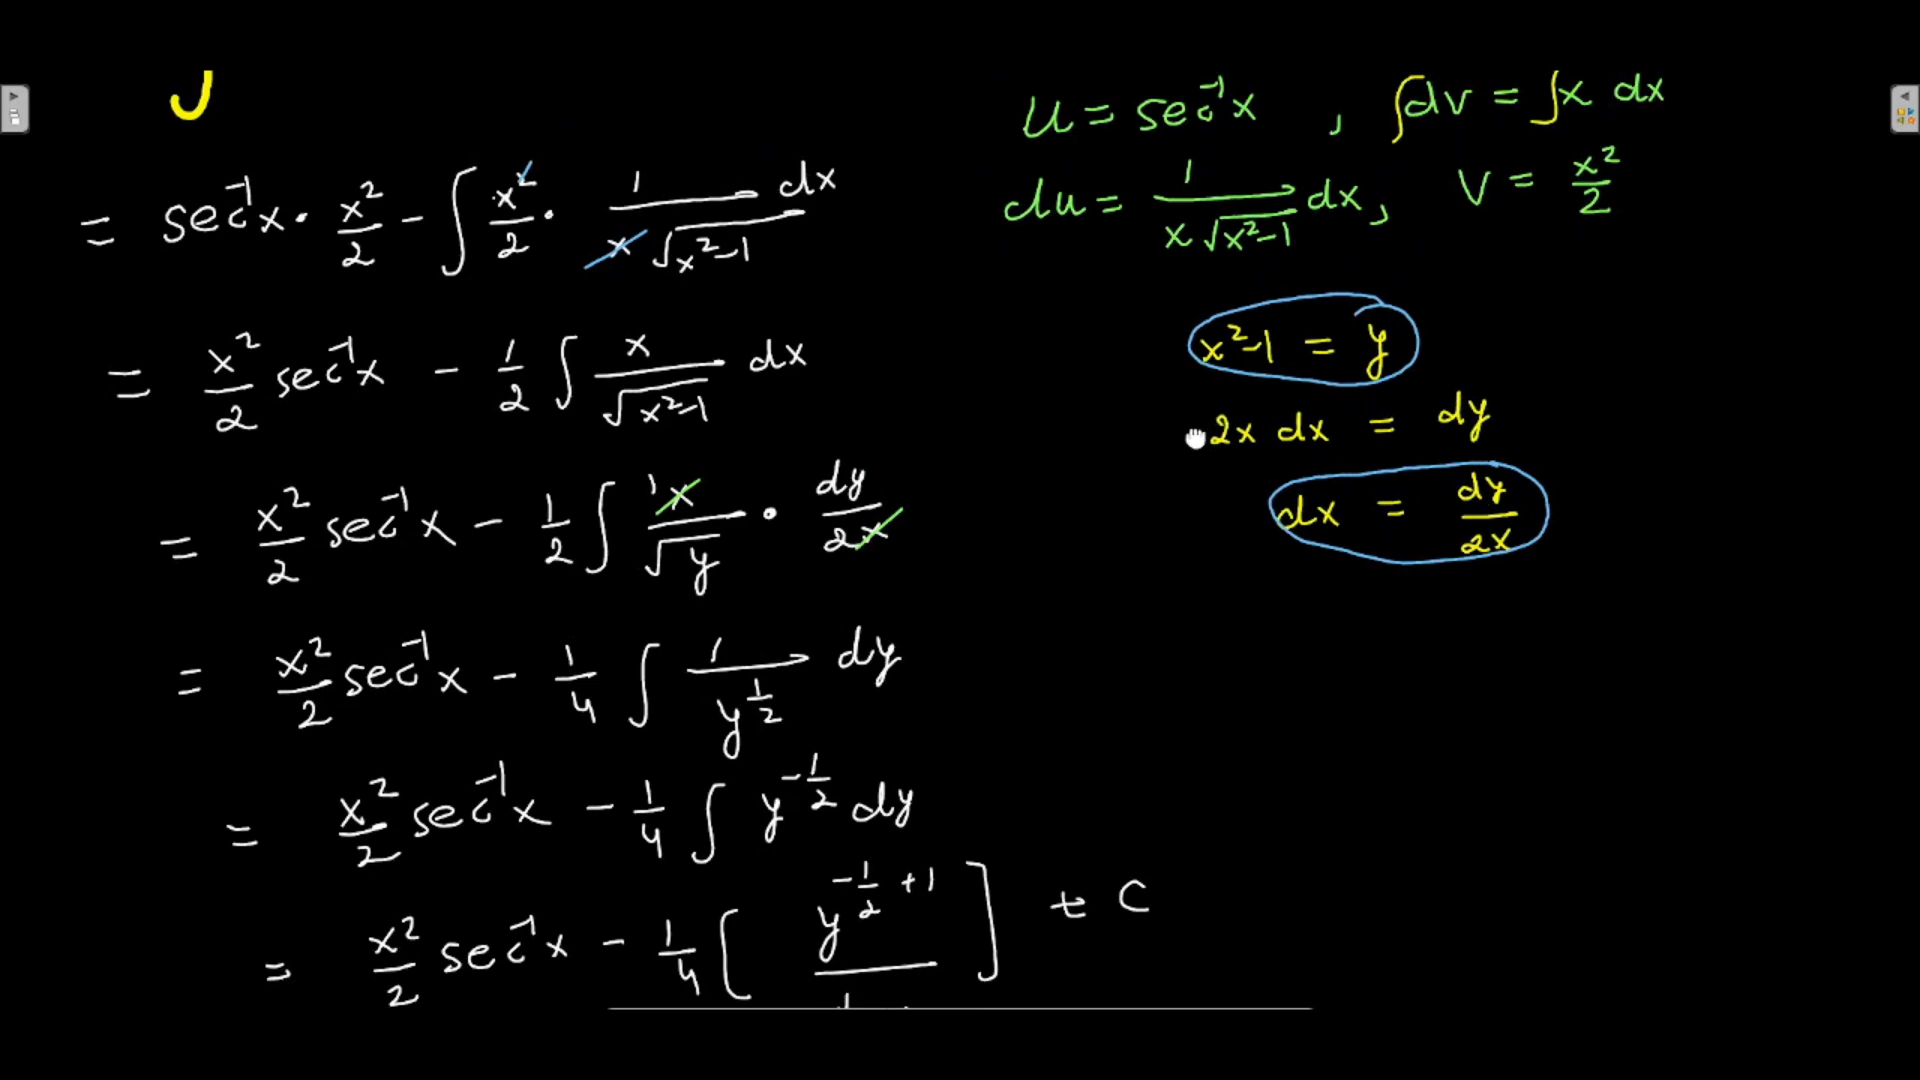 u = sec⁻¹x , ∫dv = ∫x dx
du = 1/(x√(x²-1)) dx, v = x²/2
= sec⁻¹x · x²/2 - ∫ x²/2 · 1/(x√(x²-1)) dx
x²-1 = y
= x²/2 sec⁻¹x - 1/2 ∫ x/√(x²-1) dx
2x dx = dy
dx = dy/2x
= x²/2 sec⁻¹x - 1/2 ∫ 1x/√y · dy/2x
= x²/2 sec⁻¹x - 1/4 ∫ 1/y^(1/2) dy
= x²/2 sec⁻¹x - 1/4 ∫ y^(-1/2) dy
= x²/2 sec⁻¹x - 1/4 [ y^(-1/2 +1) ] + C